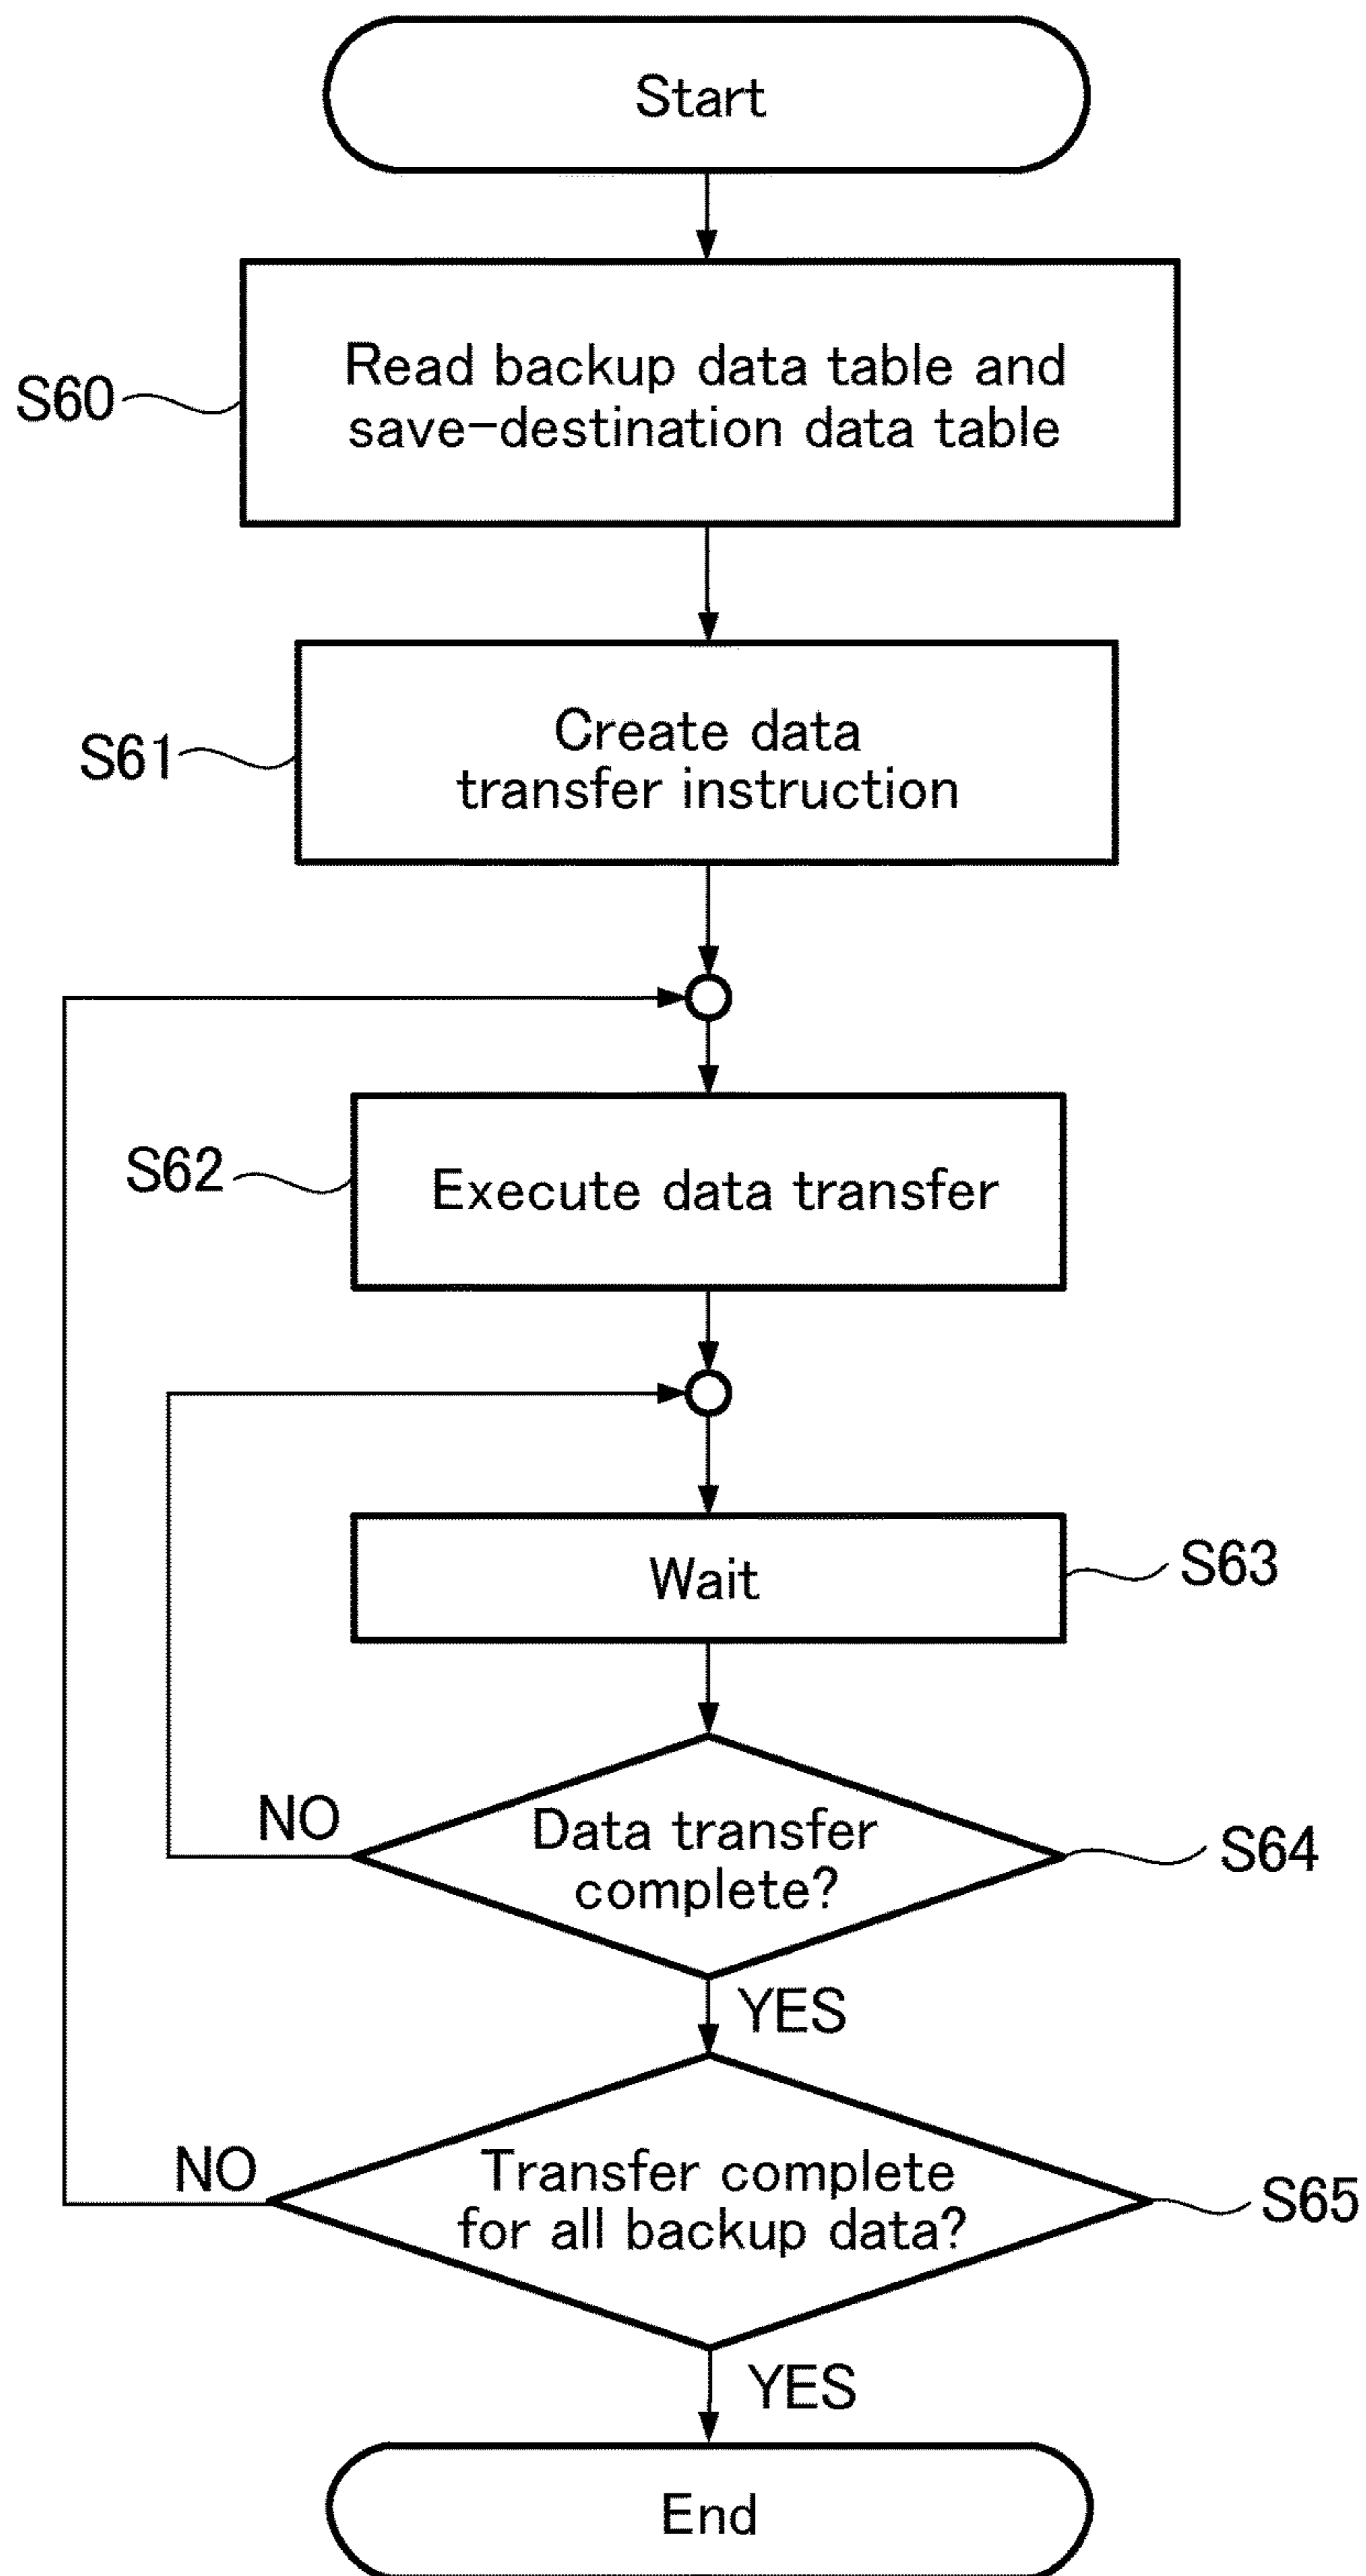 Start
S60
Read backup data table and
save-destination data table
S61
Create data
transfer instruction
S62
Execute data transfer
Wait
S63
NO
Data transfer
complete?
S64
YES
NO
Transfer complete
for all backup data?
S65
YES
End